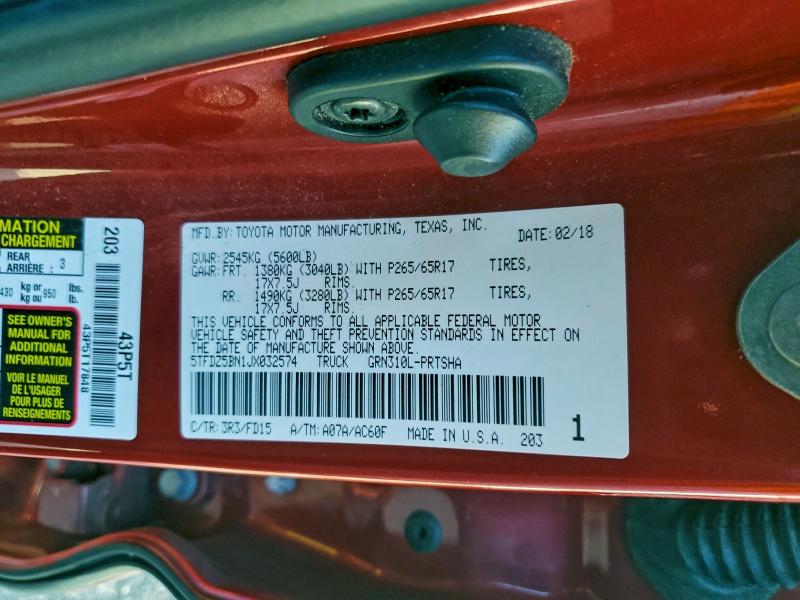 MATION
CHARGEMENT
REAR
ARRIÈRE: 3
430 kg or 950 lbs.
kg ou lb.
SEE OWNER'S
MANUAL FOR
ADDITIONAL
INFORMATION
VOIR LE MANUEL
DE L'USAGER
POUR PLUS DE
RENSEIGNEMENTS
203
43P5T
43P5T17848
MFD.BY:TOYOTA MOTOR MANUFACTURING, TEXAS, INC. DATE:02/18
GVWR:2545KG (5600LB)
GAWR:FRT. 1380KG (3040LB) WITH P265/65R17 TIRES,
17X7.5J RIMS.
RR. 1490KG (3280LB) WITH P265/65R17 TIRES,
17X7.5J RIMS.
THIS VEHICLE CONFORMS TO ALL APPLICABLE FEDERAL MOTOR
VEHICLE SAFETY AND THEFT PREVENTION STANDARDS IN EFFECT ON
THE DATE OF MANUFACTURE SHOWN ABOVE.
5TFDZ5BN1JX032574 TRUCK GRN310L-PRTSHA
C/TR:3R3/FD15 A/TM:A07A/AC60F MADE IN U.S.A. 203 1